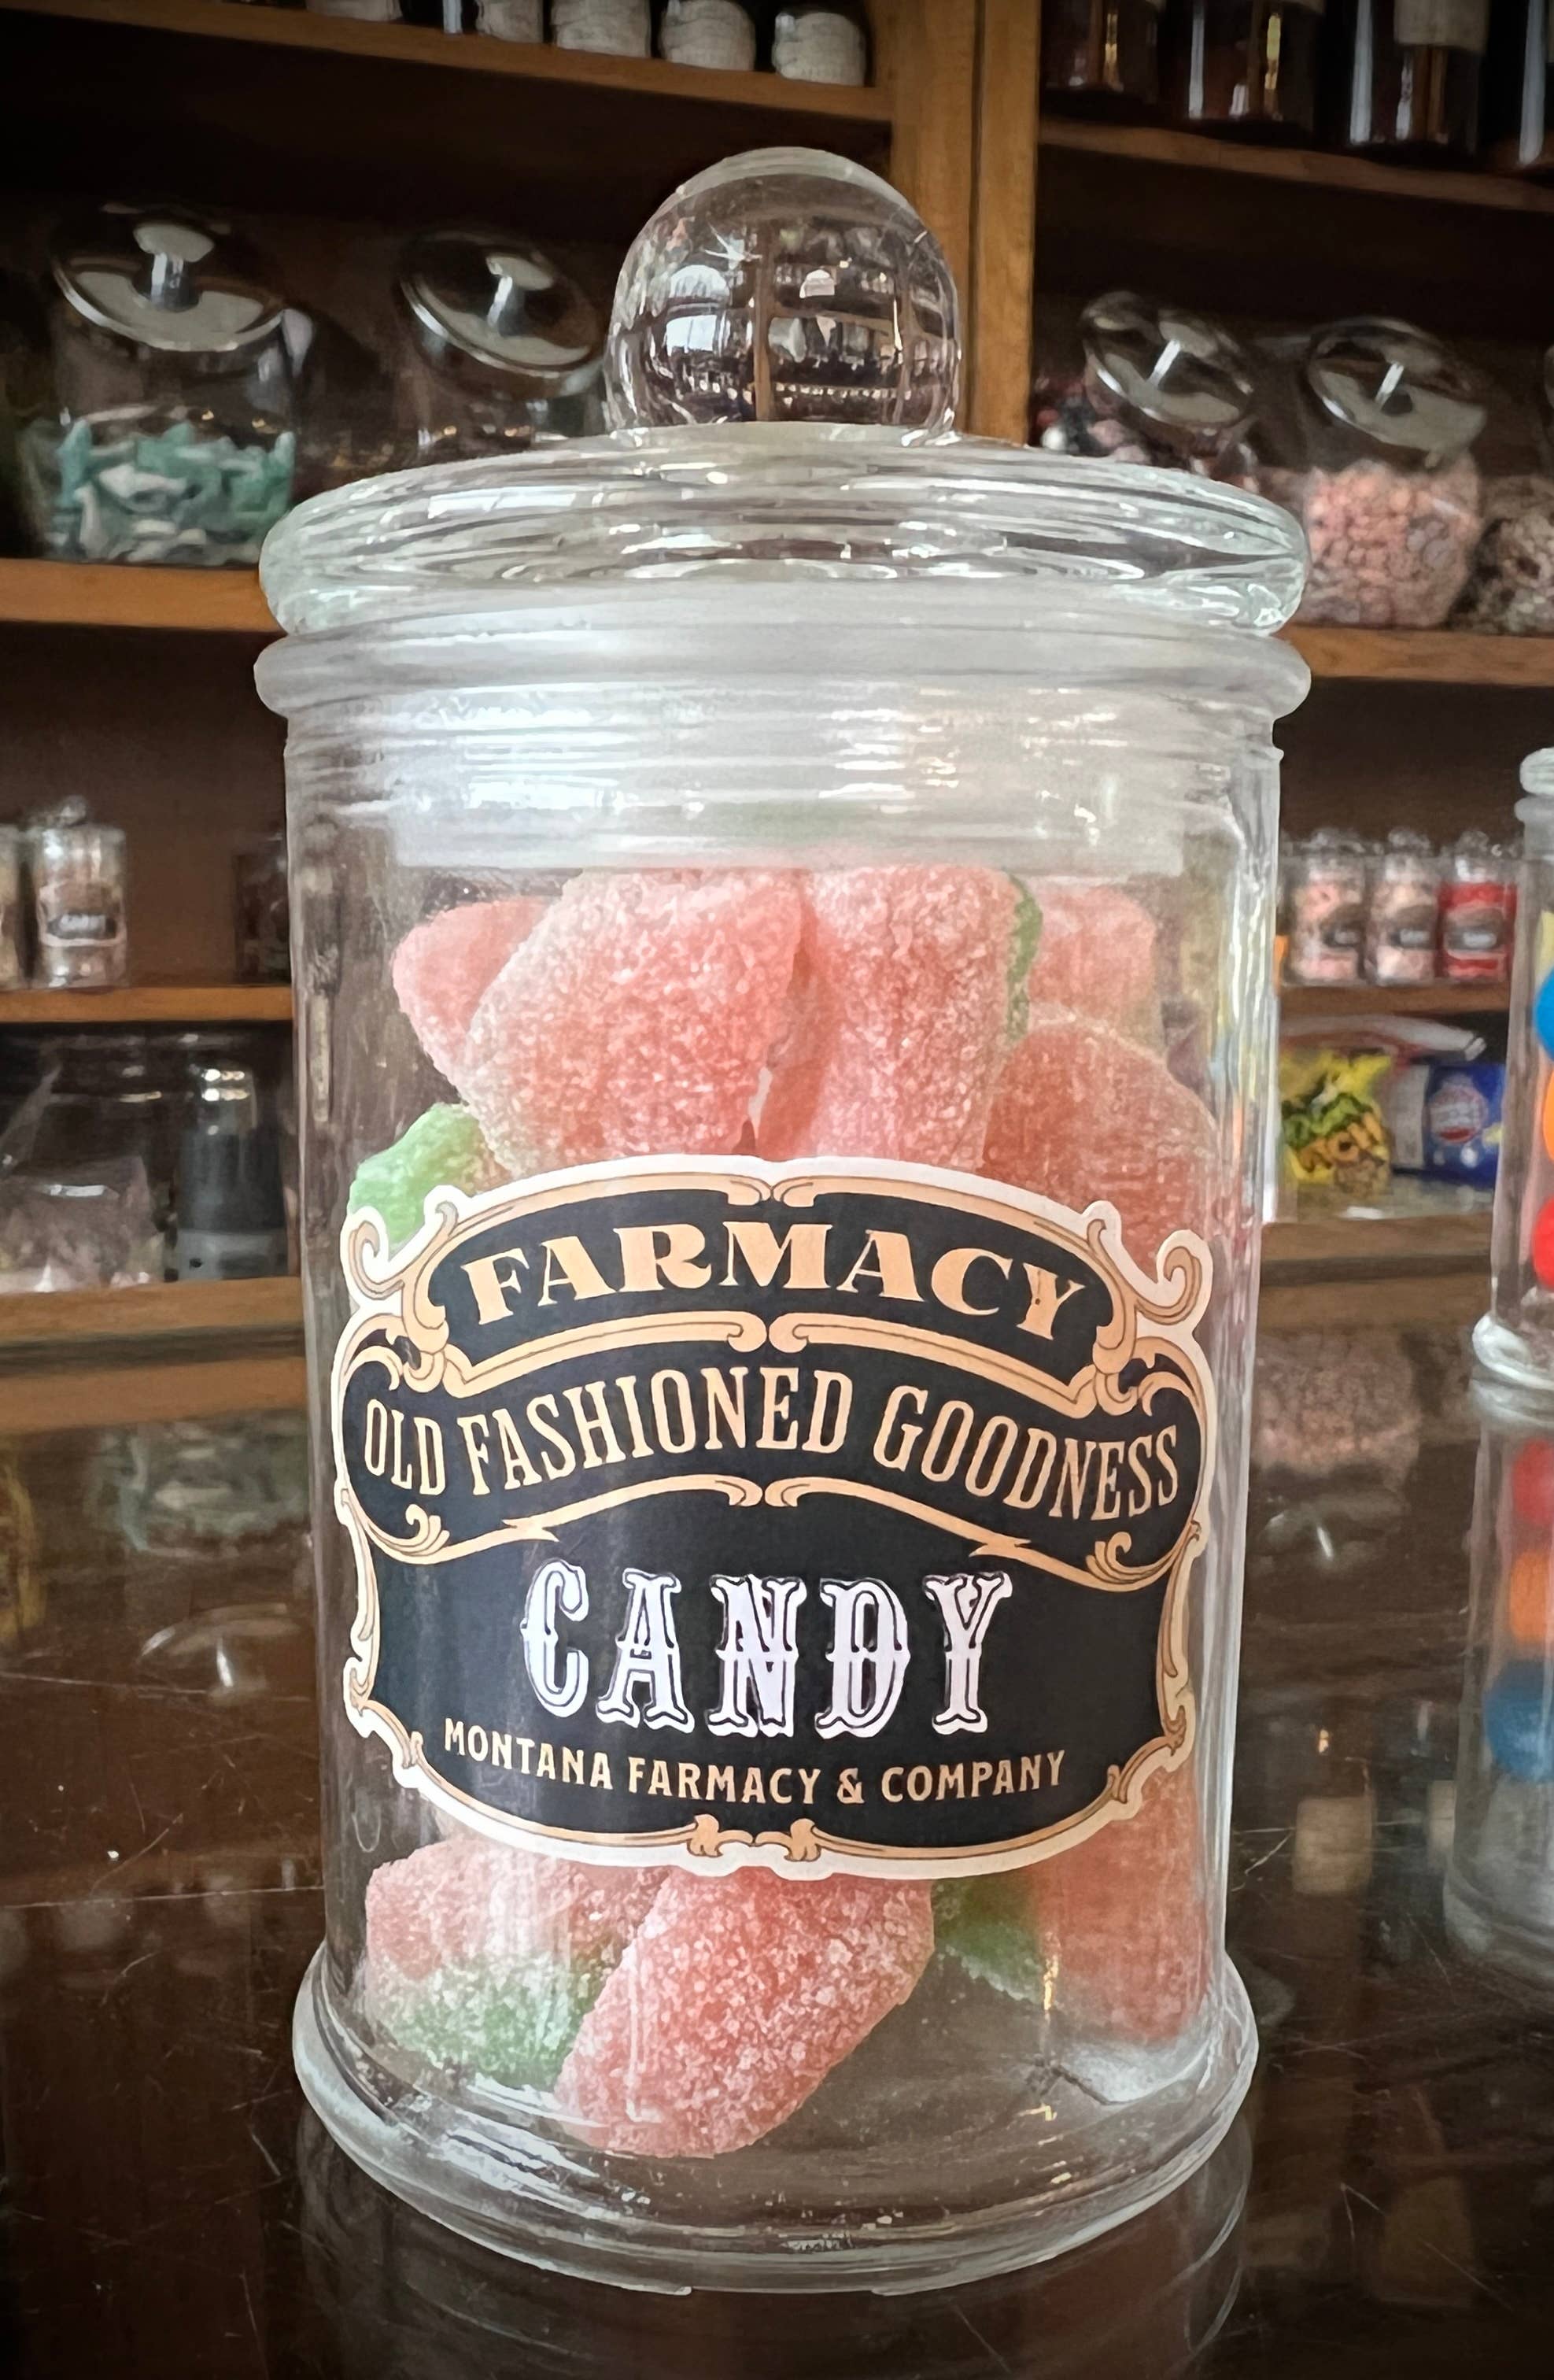 FARMACY
OLD FASHIONED GOODNESS
CANDY
MONTANA FARMACY & COMPANY